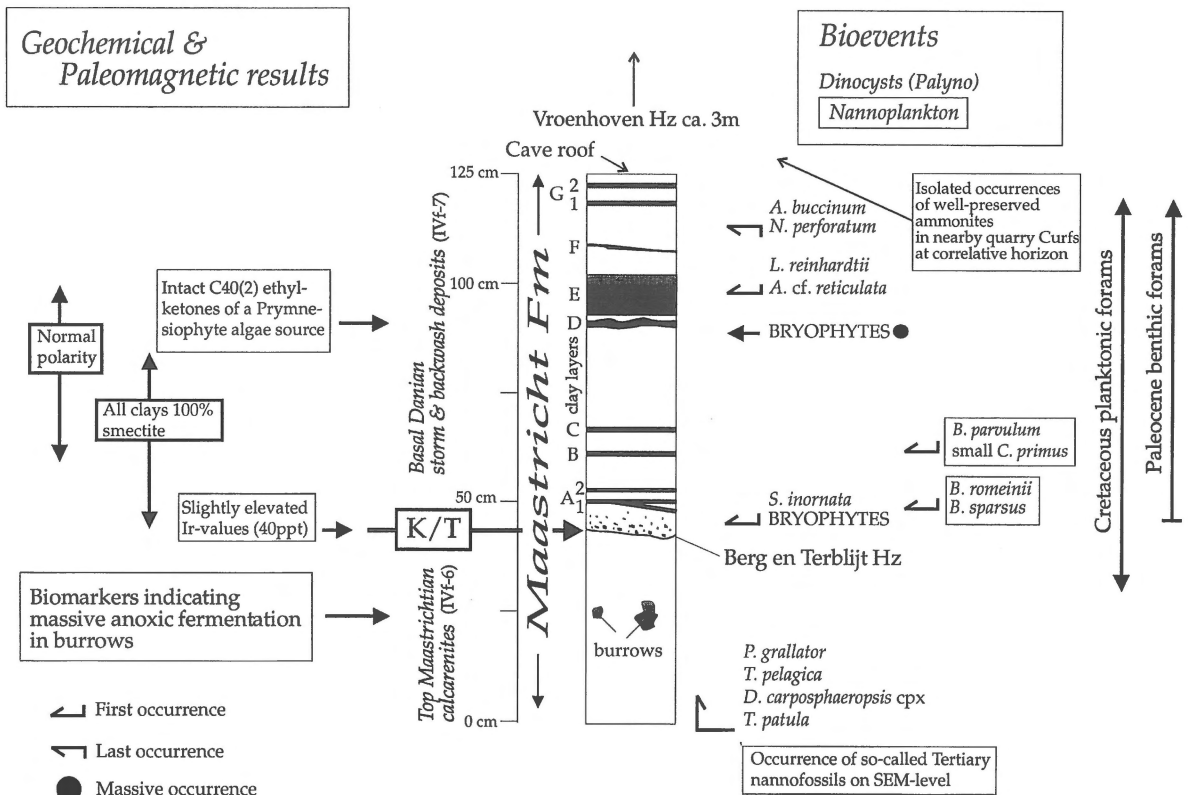 Geochemical &
Paleomagnetic results
Bioevents
Dinocysts (Palyno)
Nannoplankton
Vroenhoven Hz ca. 3m
Cave roof
125 cm
100 cm
50 cm
0 cm
Basal Danian
storm & backwash deposits (IVf-7)
Top Maastrichtian
calcarenites (IVf-6)
Maastricht Fm
clay layers
G 2
1
F
E
D
C
B
A 2
1
Intact C40(2) ethyl-
ketones of a Prymne-
siophyte algae source
Normal
polarity
All clays 100%
smectite
Slightly elevated
Ir-values (40ppt)
K/T
Biomarkers indicating
massive anoxic fermentation
in burrows
First occurrence
Last occurrence
Massive occurrence
Isolated occurrences
of well-preserved
ammonites
in nearby quarry Curfs
at correlative horizon
A. buccinum
N. perforatum
L. reinhardtii
A. cf. reticulata
BRYOPHYTES
B. parvulum
small C. primus
B. romeinii
B. sparsus
S. inornata
BRYOPHYTES
Berg en Terblijt Hz
burrows
P. grallator
T. pelagica
D. carposphaeropsis cpx
T. patula
Occurrence of so-called Tertiary
nannofossils on SEM-level
Cretaceous planktonic forams
Paleocene benthic forams